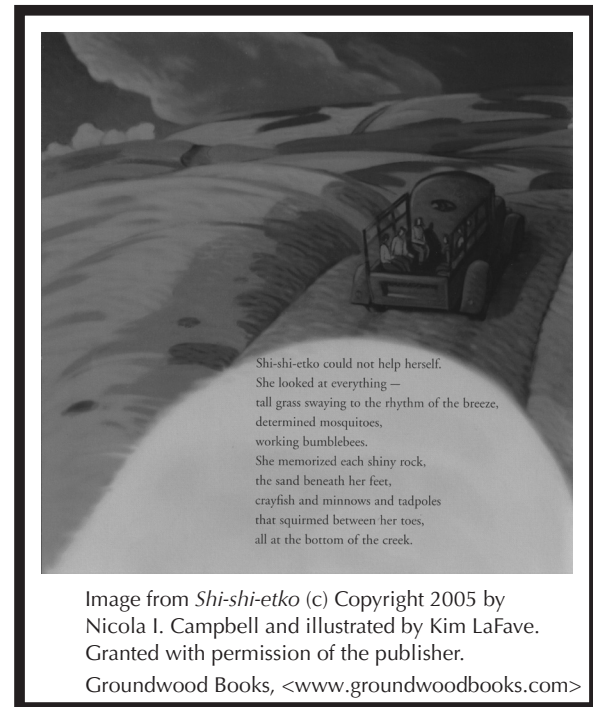 Shi-shi-etko could not help herself.
She looked at everything —
tall grass swaying to the rhythm of the breeze,
determined mosquitoes,
working bumblebees.
She memorized each shiny rock,
the sand beneath her feet,
crayfish and minnows and tadpoles
that squirmed between her toes,
all at the bottom of the creek.
Image from Shi-shi-etko (c) Copyright 2005 by
Nicola I. Campbell and illustrated by Kim LaFave.
Granted with permission of the publisher.
Groundwood Books, <www.groundwoodbooks.com>